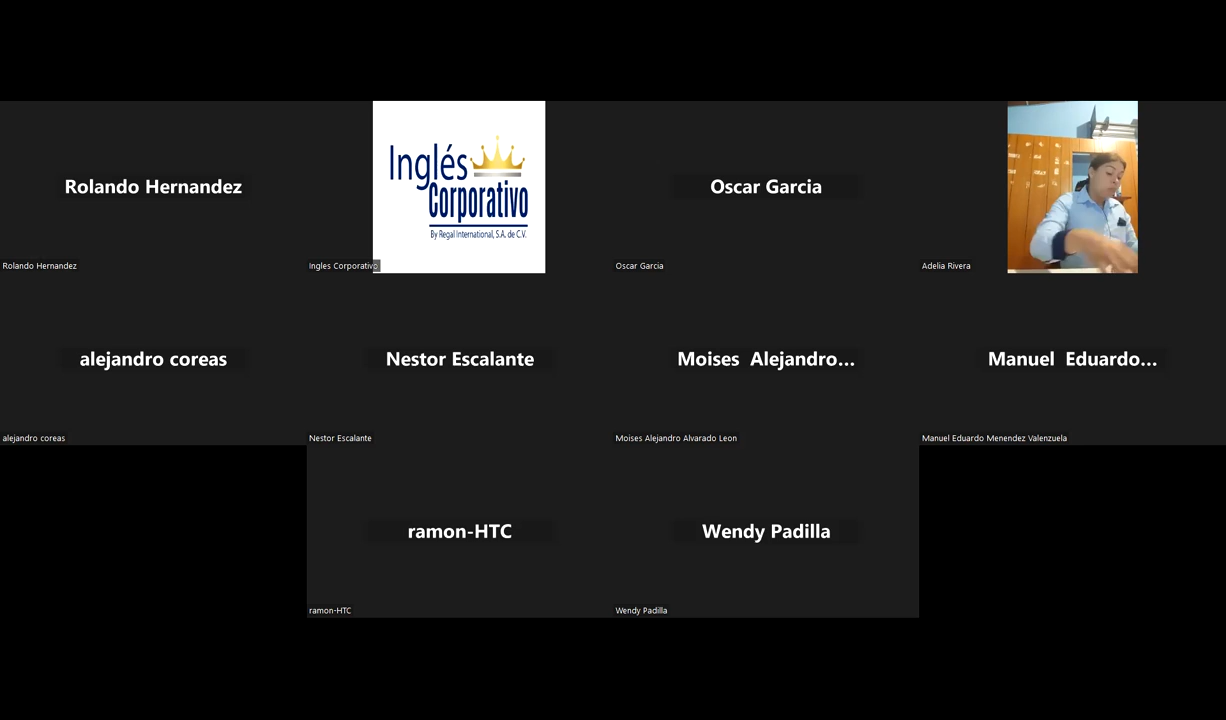 Rolando Hernandez
Rolando Hernandez
Inglés
Corporativo
By Regal International, S.A. de C.V.
Ingles Corporativo
Oscar Garcia
Oscar Garcia
Adelia Rivera
alejandro coreas
alejandro coreas
Nestor Escalante
Nestor Escalante
Moises Alejandro...
Moises Alejandro Alvarado Leon
Manuel Eduardo...
Manuel Eduardo Menendez Valenzuela
ramon-HTC
ramon-HTC
Wendy Padilla
Wendy Padilla